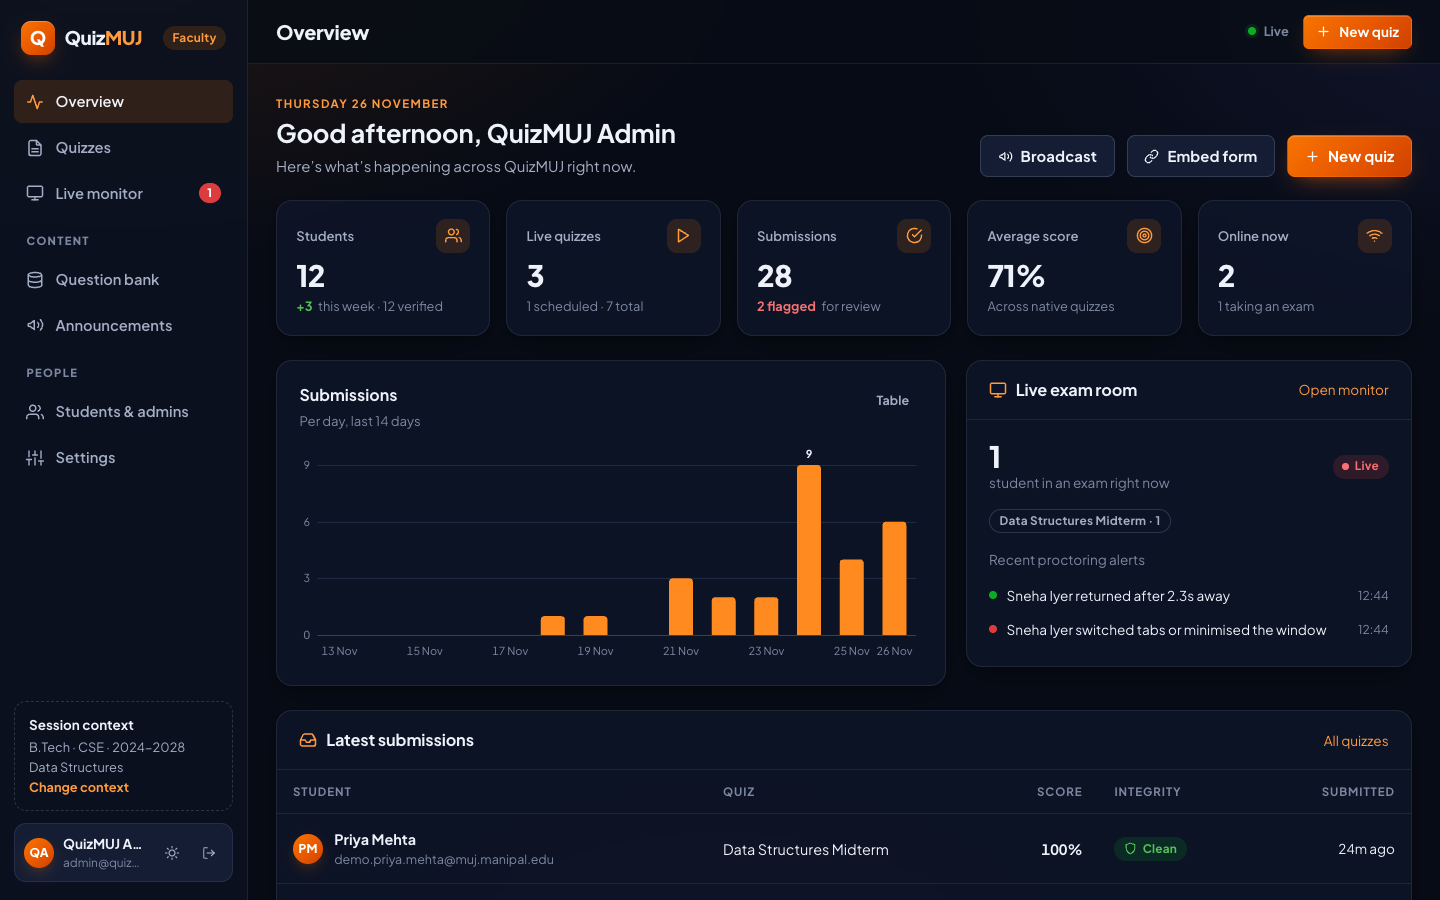 Q QuizMUJ Faculty
Overview
Quizzes
Live monitor 1
CONTENT
Question bank
Announcements
PEOPLE
Students & admins
Settings
Session context
B.Tech · CSE · 2024–2028
Data Structures
Change context
QA QuizMUJ A...
admin@quiz...
Overview
Live
+ New quiz
THURSDAY 26 NOVEMBER
Good afternoon, QuizMUJ Admin
Here's what's happening across QuizMUJ right now.
Broadcast
Embed form
+ New quiz
Students
12
+3 this week · 12 verified
Live quizzes
3
1 scheduled · 7 total
Submissions
28
2 flagged for review
Average score
71%
Across native quizzes
Online now
2
1 taking an exam
Submissions
Per day, last 14 days
Table
9
9
6
3
0
13 Nov 15 Nov 17 Nov 19 Nov 21 Nov 23 Nov 25 Nov 26 Nov
Live exam room
Open monitor
1
student in an exam right now
Live
Data Structures Midterm · 1
Recent proctoring alerts
Sneha Iyer returned after 2.3s away 12:44
Sneha Iyer switched tabs or minimised the window 12:44
Latest submissions
All quizzes
STUDENT QUIZ SCORE INTEGRITY SUBMITTED
PM Priya Mehta
demo.priya.mehta@muj.manipal.edu
Data Structures Midterm 100% Clean 24m ago